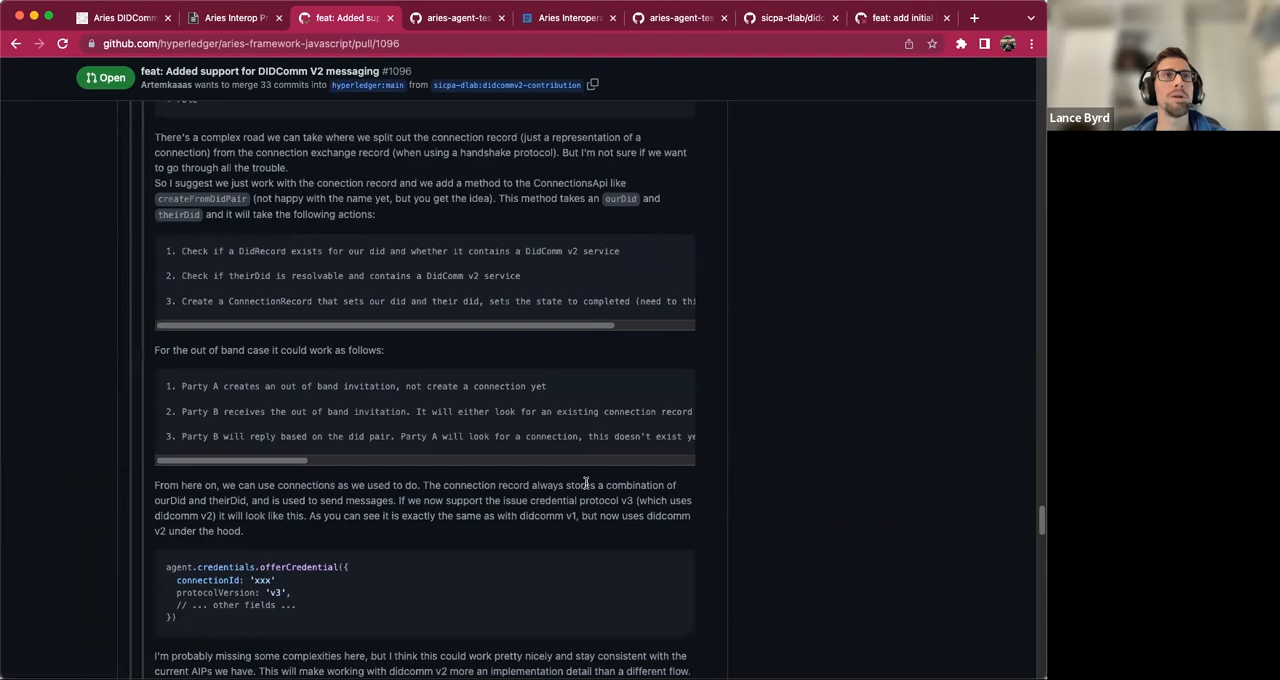 Aries DIDComm
Aries Interop Pr
feat: Added sup
aries-agent-tes
Aries Interopera
aries-agent-tes
sicpa-dlab/didc
feat: add initial
github.com/hyperledger/aries-framework-javascript/pull/1096
Open
feat: Added support for DIDComm V2 messaging #1096
Artemkaaas wants to merge 33 commits into hyperledger:main from sicpa-dlab:didcommv2-contribution
There's a complex road we can take where we split out the connection record (just a representation of a
connection) from the connection exchange record (when using a handshake protocol). But I'm not sure if we want
to go through all the trouble.
So I suggest we just work with the conection record and we add a method to the ConnectionsApi like
createFromDidPair (not happy with the name yet, but you get the idea). This method takes an ourDid and
theirDid and it will take the following actions:
1. Check if a DidRecord exists for our did and whether it contains a DidComm v2 service
2. Check if theirDid is resolvable and contains a DidComm v2 service
3. Create a ConnectionRecord that sets our did and their did, sets the state to completed (need to thi
For the out of band case it could work as follows:
1. Party A creates an out of band invitation, not create a connection yet
2. Party B receives the out of band invitation. It will either look for an existing connection record
3. Party B will reply based on the did pair. Party A will look for a connection, this doesn't exist ye
From here on, we can use connections as we used to do. The connection record always stores a combination of
ourDid and theirDid, and is used to send messages. If we now support the issue credential protocol v3 (which uses
didcomm v2) it will look like this. As you can see it is exactly the same as with didcomm v1, but now uses didcomm
v2 under the hood.
agent.credentials.offerCredential({
connectionId: 'xxx'
protocolVersion: 'v3',
// ... other fields ...
})
I'm probably missing some complexities here, but I think this could work pretty nicely and stay consistent with the
current AIPs we have. This will make working with didcomm v2 more an implementation detail than a different flow.
Lance Byrd